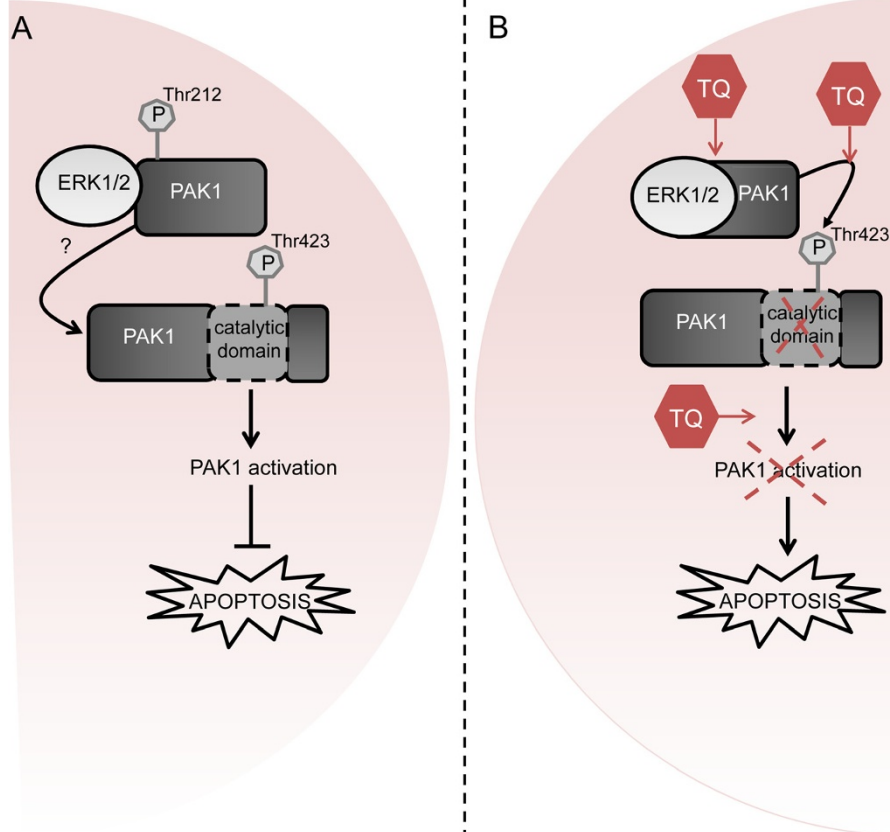 A
Thr212
P
ERK1/2
PAK1
?
Thr423
P
PAK1
catalytic
domain
PAK1 activation
APOPTOSIS
B
TQ
TQ
ERK1/2
PAK1
Thr423
P
PAK1
catalytic
domain
TQ
PAK1 activation
APOPTOSIS